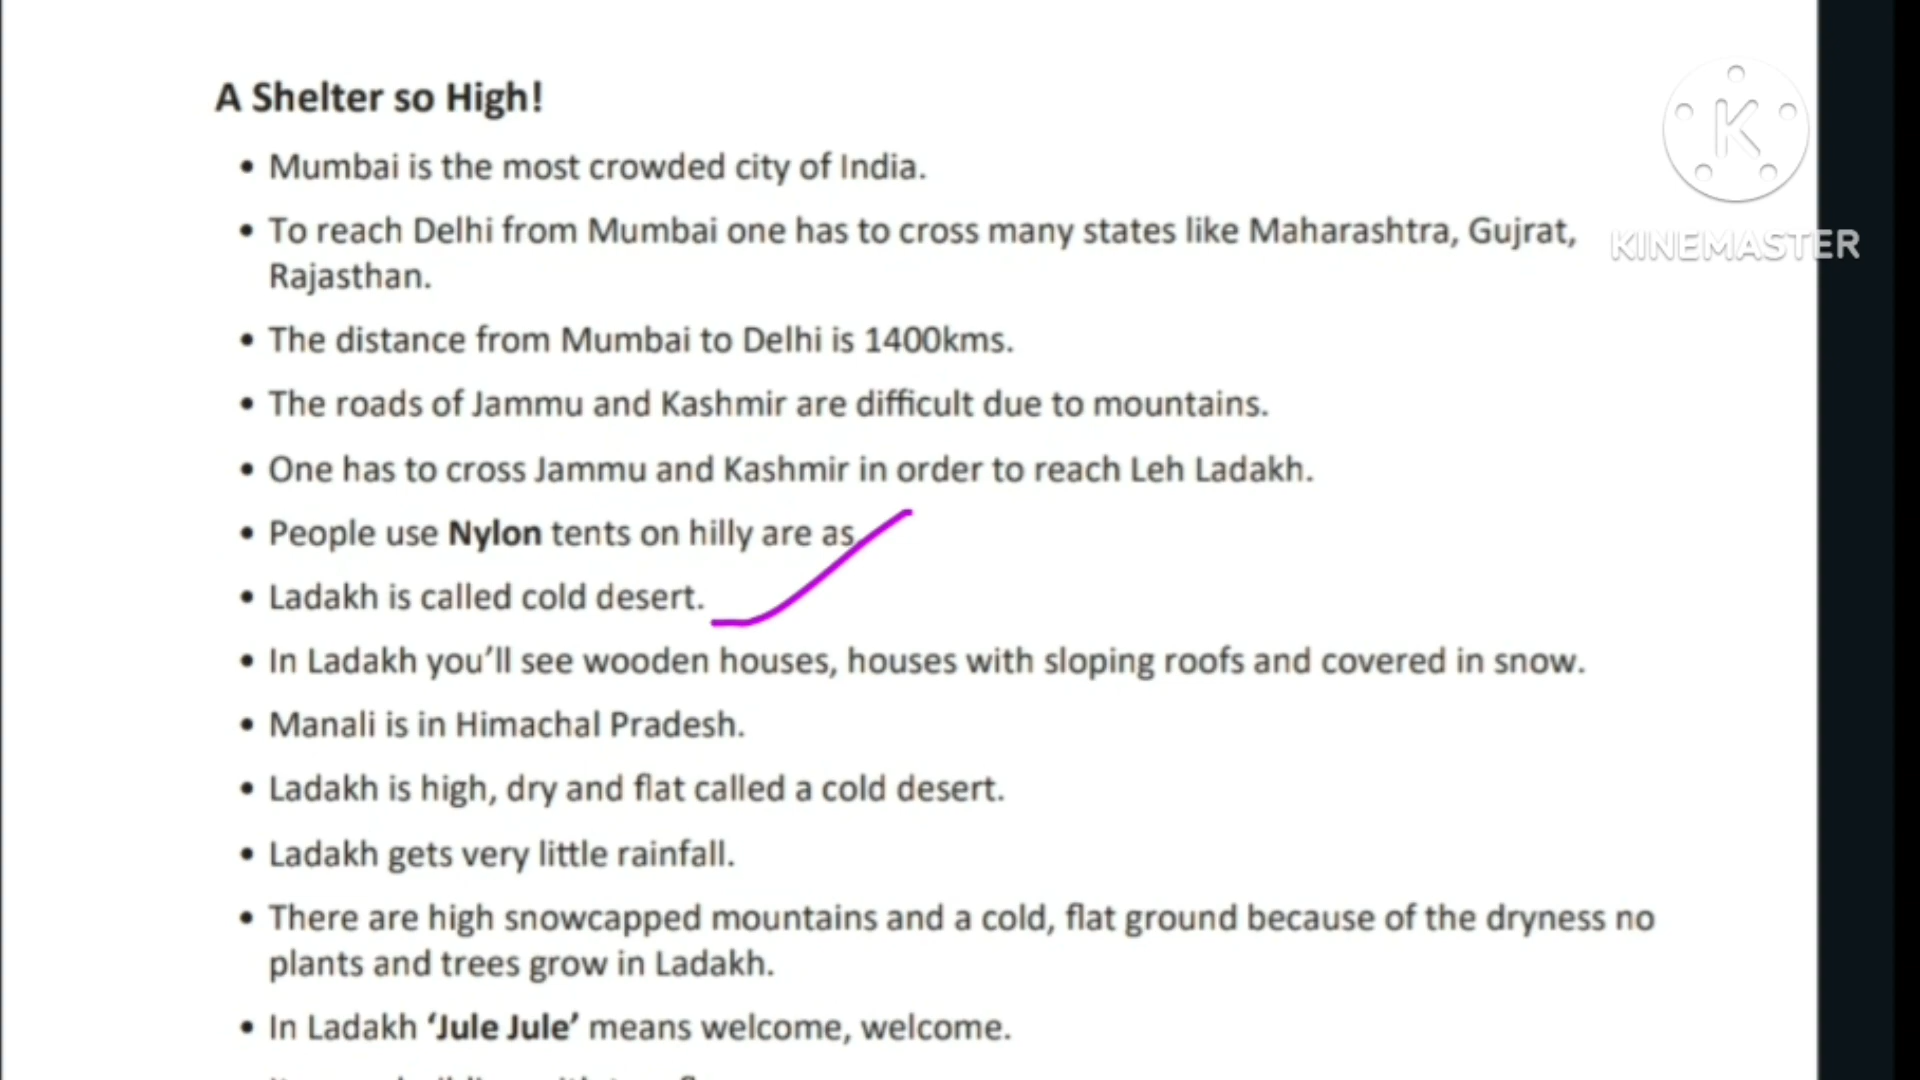 A Shelter so High!
• Mumbai is the most crowded city of India.
• To reach Delhi from Mumbai one has to cross many states like Maharashtra, Gujrat,
Rajasthan.
• The distance from Mumbai to Delhi is 1400kms.
• The roads of Jammu and Kashmir are difficult due to mountains.
• One has to cross Jammu and Kashmir in order to reach Leh Ladakh.
• People use Nylon tents on hilly are as.
• Ladakh is called cold desert.
• In Ladakh you’ll see wooden houses, houses with sloping roofs and covered in snow.
• Manali is in Himachal Pradesh.
• Ladakh is high, dry and flat called a cold desert.
• Ladakh gets very little rainfall.
• There are high snowcapped mountains and a cold, flat ground because of the dryness no
plants and trees grow in Ladakh.
• In Ladakh ‘Jule Jule’ means welcome, welcome.
K
KINEMASTER